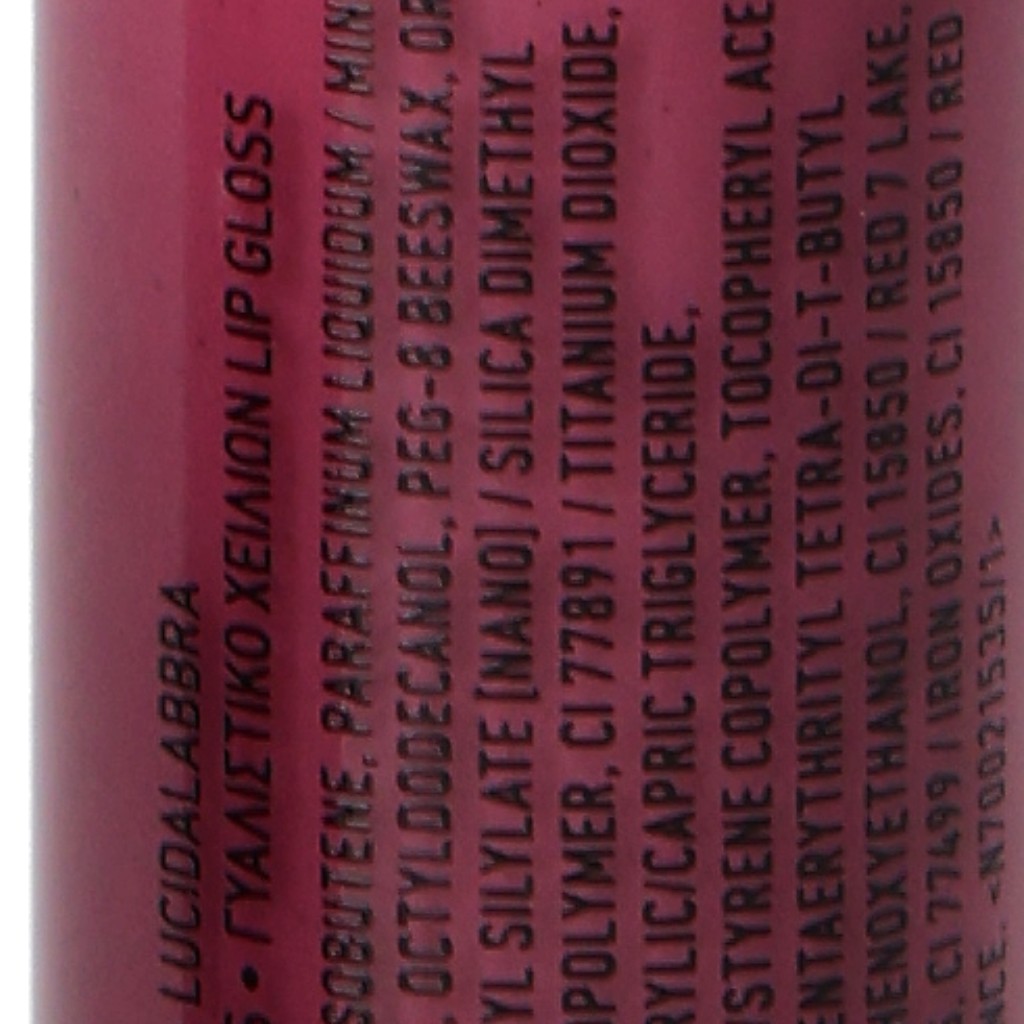 LUCIDALABBRA
• ΓΥΑΛΙΣΤΙΚΟ ΧΕΙΛΙΩΝ LIP GLOSS
SOBUTENE, PARAFFINUM LIQUIDUM / MIN
, OCTYLDODECANOL, PEG-8 BEESWAX, OR
YL SILYLATE [NANO] / SILICA DIMETHYL
POLYMER, CI 77891 / TITANIUM DIOXIDE,
RYLIC/CAPRIC TRIGLYCERIDE,
STYRENE COPOLYMER, TOCOPHERYL ACE
ENTAERYTHRITYL TETRA-DI-T-BUTYL
HENOXYETHANOL, CI 15850 / RED 7 LAKE,
, CI 77499 / IRON OXIDES, CI 15850 / RED
NCE. <N70021535/1>